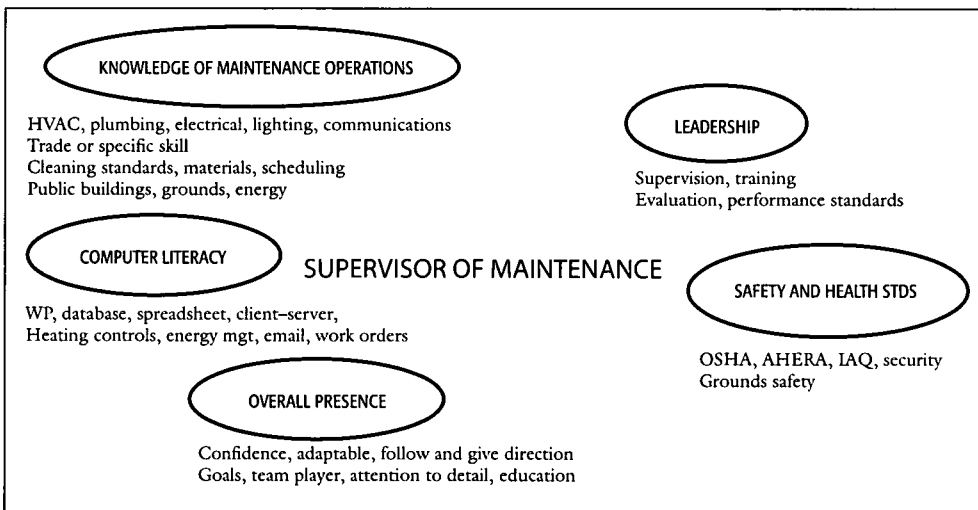 KNOWLEDGE OF MAINTENANCE OPERATIONS
HVAC, plumbing, electrical, lighting, communications
Trade or specific skill
Cleaning standards, materials, scheduling
Public buildings, grounds, energy
LEADERSHIP
Supervision, training
Evaluation, performance standards
COMPUTER LITERACY
WP, database, spreadsheet, client–server,
Heating controls, energy mgt, email, work orders
SUPERVISOR OF MAINTENANCE
SAFETY AND HEALTH STDS
OSHA, AHERA, IAQ, security
Grounds safety
OVERALL PRESENCE
Confidence, adaptable, follow and give direction
Goals, team player, attention to detail, education